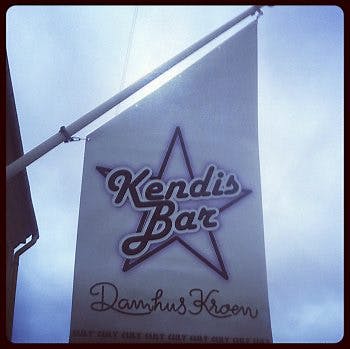 Kendis
Bar
Damhus Kroen